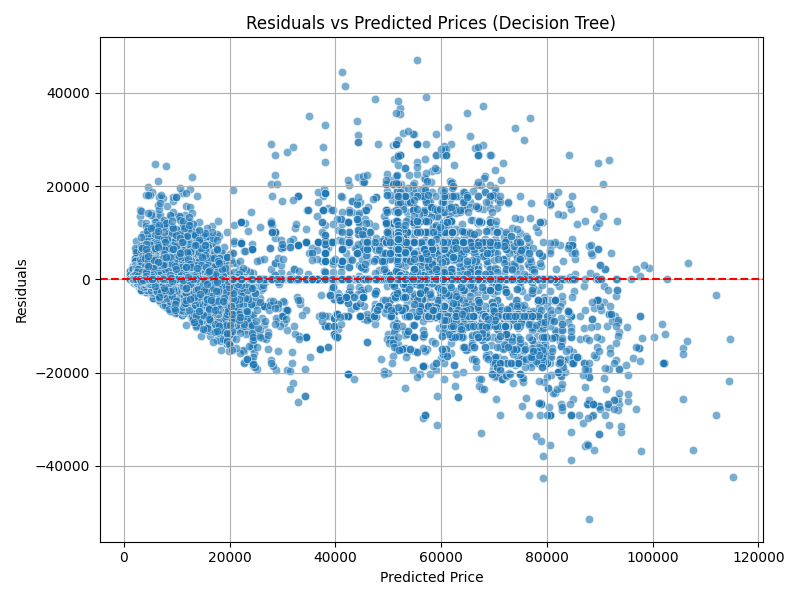 Residuals vs Predicted Prices (Decision Tree)
40000
20000
0
−20000
−40000
Residuals
0 20000 40000 60000 80000 100000 120000
Predicted Price